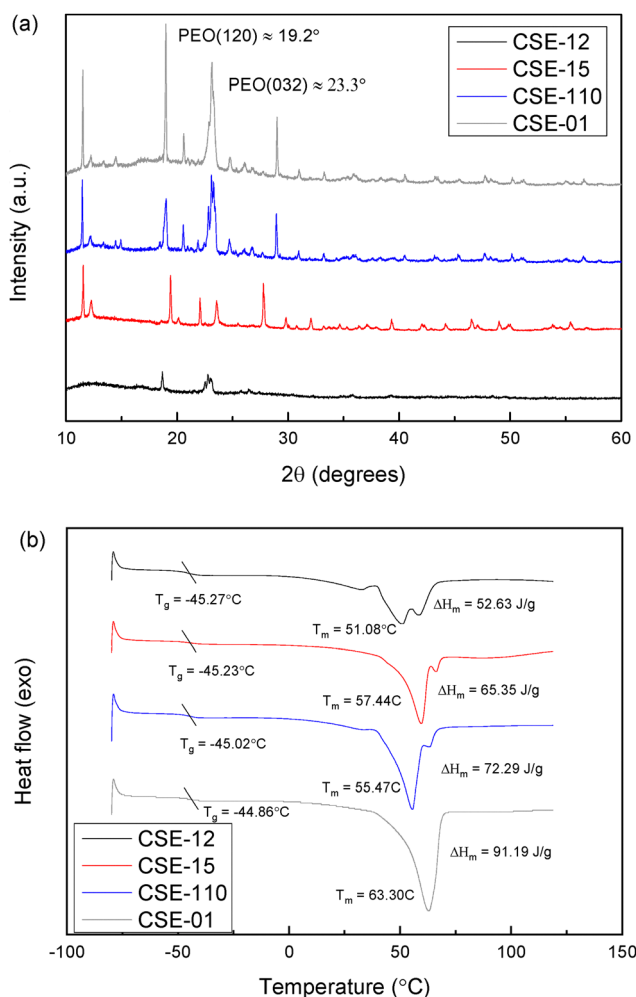 (a)
PEO(120) ≈ 19.2°
PEO(032) ≈ 23.3°
CSE-12
CSE-15
CSE-110
CSE-01
Intensity (a.u.)
10 20 30 40 50 60
2θ (degrees)
(b)
Tg = -45.27°C
Tm = 51.08°C
ΔHm = 52.63 J/g
Tg = -45.23°C
Tm = 57.44C
ΔHm = 65.35 J/g
Tg = -45.02°C
Tm = 55.47C
ΔHm = 72.29 J/g
Tg = -44.86°C
Tm = 63.30C
ΔHm = 91.19 J/g
CSE-12
CSE-15
CSE-110
CSE-01
Heat flow (exo)
-100 -50 0 50 100 150
Temperature (°C)